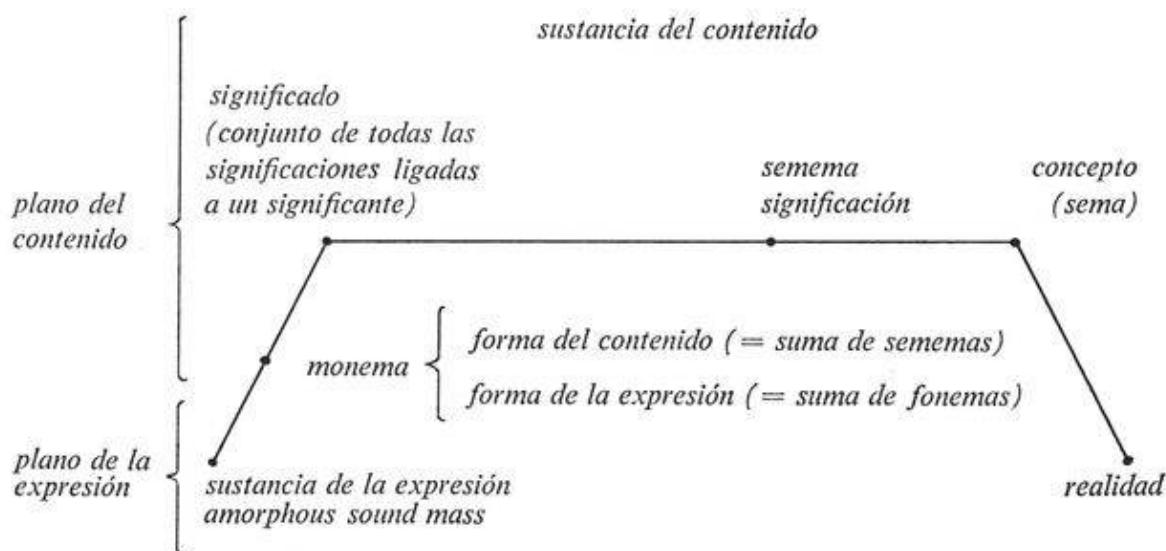 sustancia del contenido
significado
(conjunto de todas las
significaciones ligadas
a un significante)
semema
significación
concepto
(sema)
plano del
contenido
monema
forma del contenido (= suma de sememas)
forma de la expresión (= suma de fonemas)
plano de la
expresión
sustancia de la expresión
amorphous sound mass
realidad